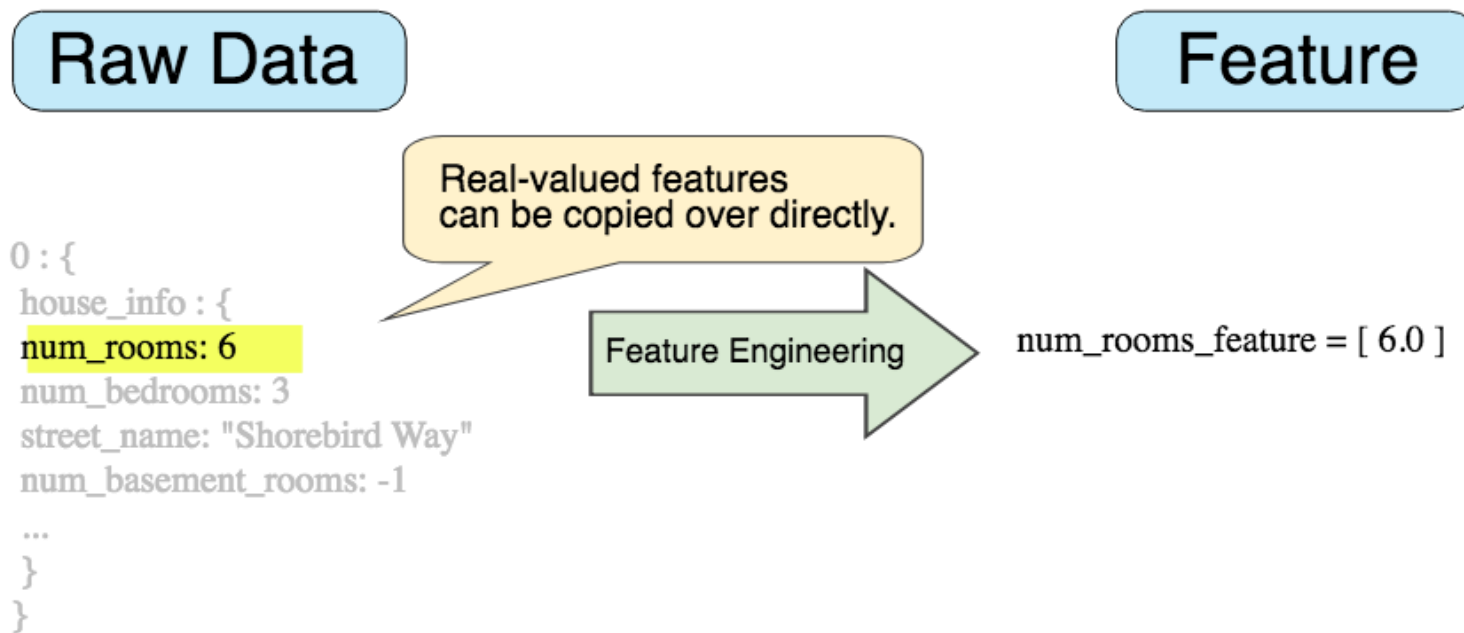 Raw Data
Feature
Real-valued features
can be copied over directly.
0 : {
house_info : {
num_rooms: 6
num_bedrooms: 3
street_name: "Shorebird Way"
num_basement_rooms: -1
...
}
}
Feature Engineering
num_rooms_feature = [ 6.0 ]